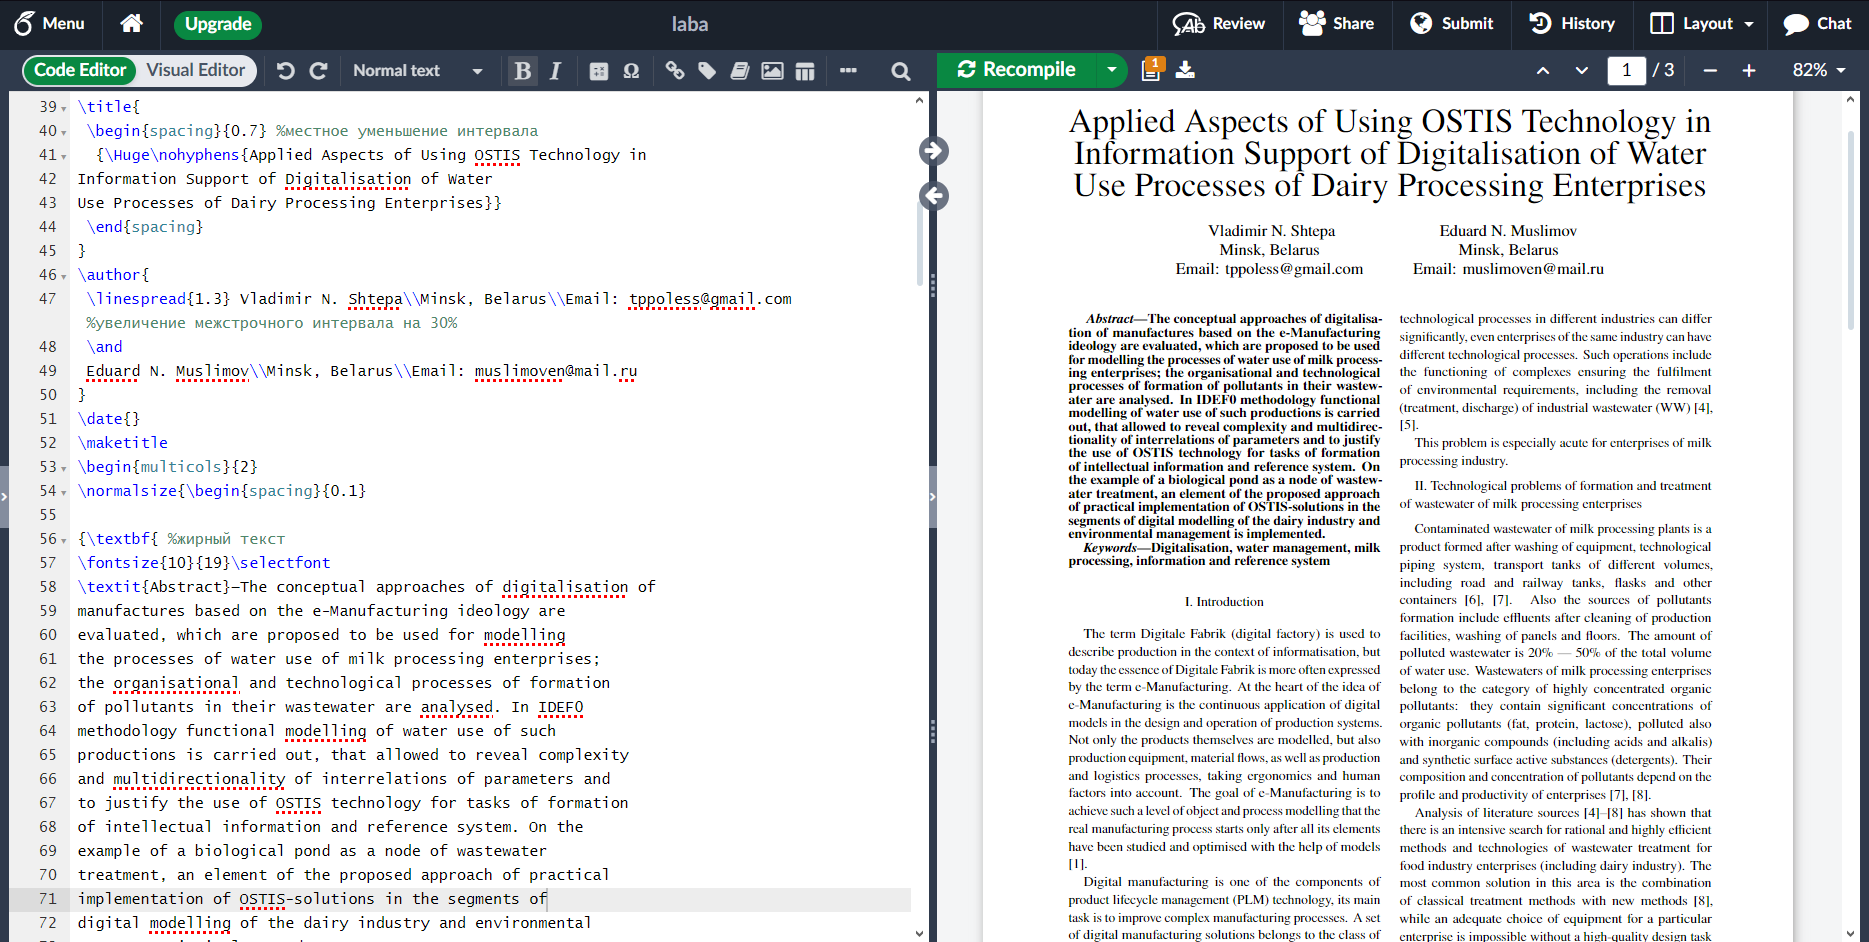 Menu
Upgrade
laba
Review
Share
Submit
History
Layout
Chat
Code Editor
Visual Editor
Normal text
B
I
Ω
Recompile
1
1
/ 3
82%
39 \title{
40 \begin{spacing}{0.7} %местное уменьшение интервала
41 {\Huge\nohyphens{Applied Aspects of Using OSTIS Technology in
42 Information Support of Digitalisation of Water
43 Use Processes of Dairy Processing Enterprises}}
44 \end{spacing}
45 }
46 \author{
47 \linespread{1.3} Vladimir N. Shtepa\\Minsk, Belarus\\Email: tppoless@gmail.com
%увеличение межстрочного интервала на 30%
48 \and
49 Eduard N. Muslimov\\Minsk, Belarus\\Email: muslimoven@mail.ru
50 }
51 \date{}
52 \maketitle
53 \begin{multicols}{2}
54 \normalsize{\begin{spacing}{0.1}
55
56 {\textbf{ %жирный текст
57 \fontsize{10}{19}\selectfont
58 \textit{Abstract}—The conceptual approaches of digitalisation of
59 manufactures based on the e-Manufacturing ideology are
60 evaluated, which are proposed to be used for modelling
61 the processes of water use of milk processing enterprises;
62 the organisational and technological processes of formation
63 of pollutants in their wastewater are analysed. In IDEF0
64 methodology functional modelling of water use of such
65 productions is carried out, that allowed to reveal complexity
66 and multidirectionality of interrelations of parameters and
67 to justify the use of OSTIS technology for tasks of formation
68 of intellectual information and reference system. On the
69 example of a biological pond as a node of wastewater
70 treatment, an element of the proposed approach of practical
71 implementation of OSTIS-solutions in the segments of
72 digital modelling of the dairy industry and environmental
Applied Aspects of Using OSTIS Technology in
Information Support of Digitalisation of Water
Use Processes of Dairy Processing Enterprises
Vladimir N. Shtepa
Minsk, Belarus
Email: tppoless@gmail.com
Eduard N. Muslimov
Minsk, Belarus
Email: muslimoven@mail.ru
Abstract—The conceptual approaches of digitalisa-
tion of manufactures based on the e-Manufacturing
ideology are evaluated, which are proposed to be used
for modelling the processes of water use of milk process-
ing enterprises; the organisational and technological
processes of formation of pollutants in their wastew-
ater are analysed. In IDEF0 methodology functional
modelling of water use of such productions is carried
out, that allowed to reveal complexity and multidirec-
tionality of interrelations of parameters and to justify
the use of OSTIS technology for tasks of formation
of intellectual information and reference system. On
the example of a biological pond as a node of wastew-
ater treatment, an element of the proposed approach
of practical implementation of OSTIS-solutions in the
segments of digital modelling of the dairy industry and
environmental management is implemented.
Keywords—Digitalisation, water management, milk
processing, information and reference system
I. Introduction
The term Digitale Fabrik (digital factory) is used to
describe production in the context of informatisation, but
today the essence of Digitale Fabrik is more often expressed
by the term e-Manufacturing. At the heart of the idea of
e-Manufacturing is the continuous application of digital
models in the design and operation of production systems.
Not only the products themselves are modelled, but also
production equipment, material flows, as well as production
and logistics processes, taking ergonomics and human
factors into account. The goal of e-Manufacturing is to
achieve such a level of object and process modelling that the
real manufacturing process starts only after all its elements
have been studied and optimised with the help of models
[1].
Digital manufacturing is one of the components of
product lifecycle management (PLM) technology, its main
task is to improve complex manufacturing processes. A set
of digital manufacturing solutions belongs to the class of
technological processes in different industries can differ
significantly, even enterprises of the same industry can have
different technological processes. Such operations include
the functioning of complexes ensuring the fulfilment
of environmental requirements, including the removal
(treatment, discharge) of industrial wastewater (WW) [4],
[5].
This problem is especially acute for enterprises of milk
processing industry.
II. Technological problems of formation and treatment
of wastewater of milk processing enterprises
Contaminated wastewater of milk processing plants is a
product formed after washing of equipment, technological
piping system, transport tanks of different volumes,
including road and railway tanks, flasks and other
containers [6], [7]. Also the sources of pollutants
formation include effluents after cleaning of production
facilities, washing of panels and floors. The amount of
polluted wastewater is 20% — 50% of the total volume
of water use. Wastewaters of milk processing enterprises
belong to the category of highly concentrated organic
pollutants: they contain significant concentrations of
organic pollutants (fat, protein, lactose), polluted also
with inorganic compounds (including acids and alkalis)
and synthetic surface active substances (detergents). Their
composition and concentration of pollutants depend on the
profile and productivity of enterprises [7], [8].
Analysis of literature sources [4]–[8] has shown that
there is an intensive search for rational and highly efficient
methods and technologies of wastewater treatment for
food industry enterprises (including dairy industry). The
most common solution in this area is the combination
of classical treatment methods with new methods [8],
while an adequate choice of equipment for a particular
enterprise is impossible without a high-quality design task